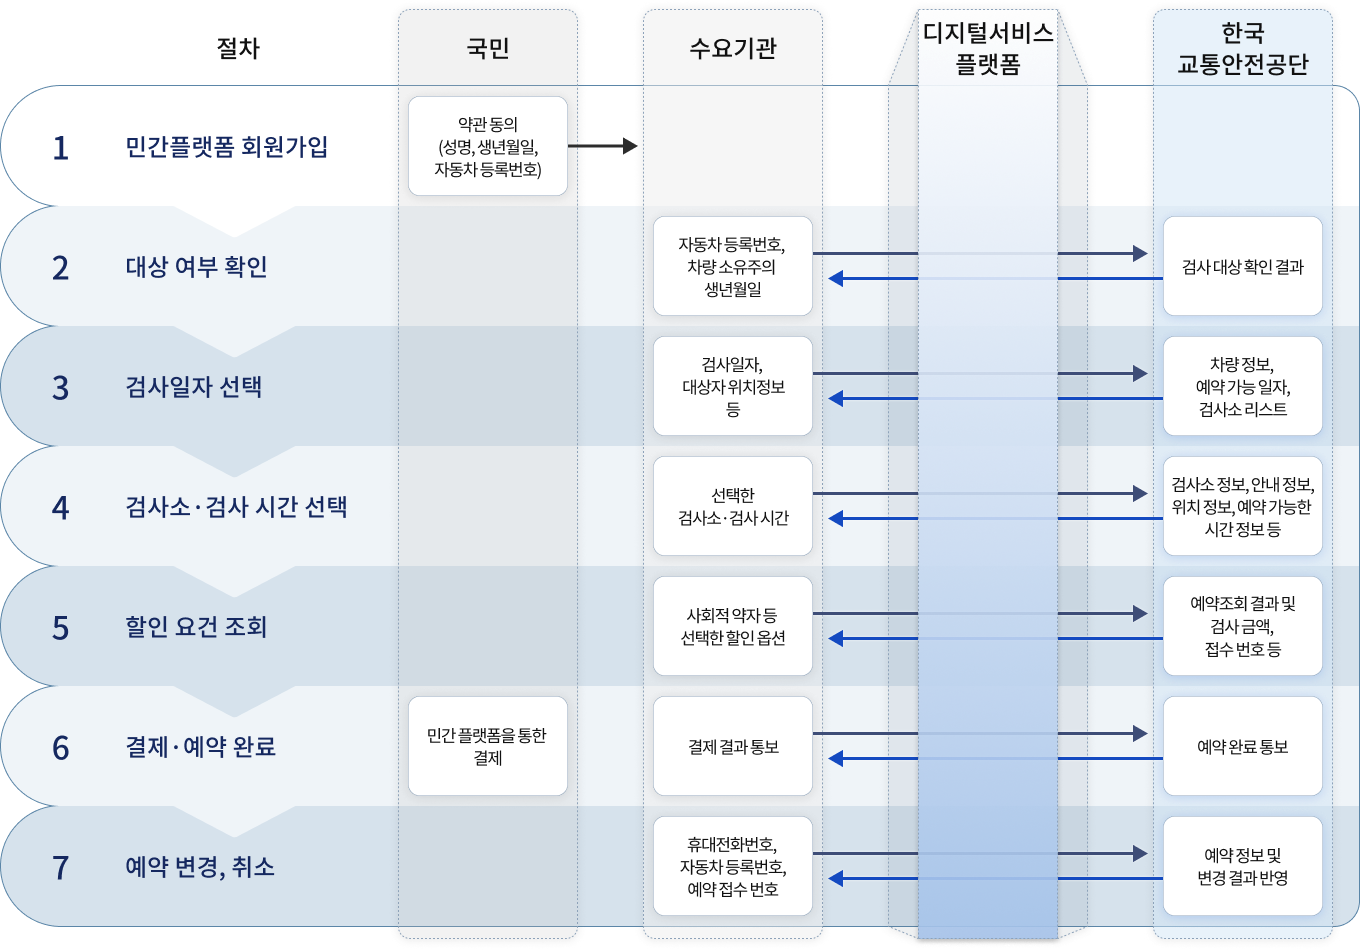 절차
국민
수요기관
디지털서비스
플랫폼
한국
교통안전공단
1
민간플랫폼 회원가입
약관 동의
(성명, 생년월일,
자동차 등록번호)
2
대상 여부 확인
자동차 등록번호,
차량 소유주의
생년월일
검사 대상 확인 결과
3
검사일자 선택
검사일자,
대상자 위치정보
등
차량 정보,
예약 가능 일자,
검사소 리스트
4
검사소·검사 시간 선택
선택한
검사소·검사 시간
검사소 정보, 안내 정보,
위치 정보, 예약 가능한
시간 정보 등
5
할인 요건 조회
사회적 약자 등
선택한 할인 옵션
예약조회 결과 및
검사 금액,
접수 번호 등
6
결제·예약 완료
민간 플랫폼을 통한
결제
결제 결과 통보
예약 완료 통보
7
예약 변경, 취소
휴대전화번호,
자동차 등록번호,
예약 접수 번호
예약 정보 및
변경 결과 반영